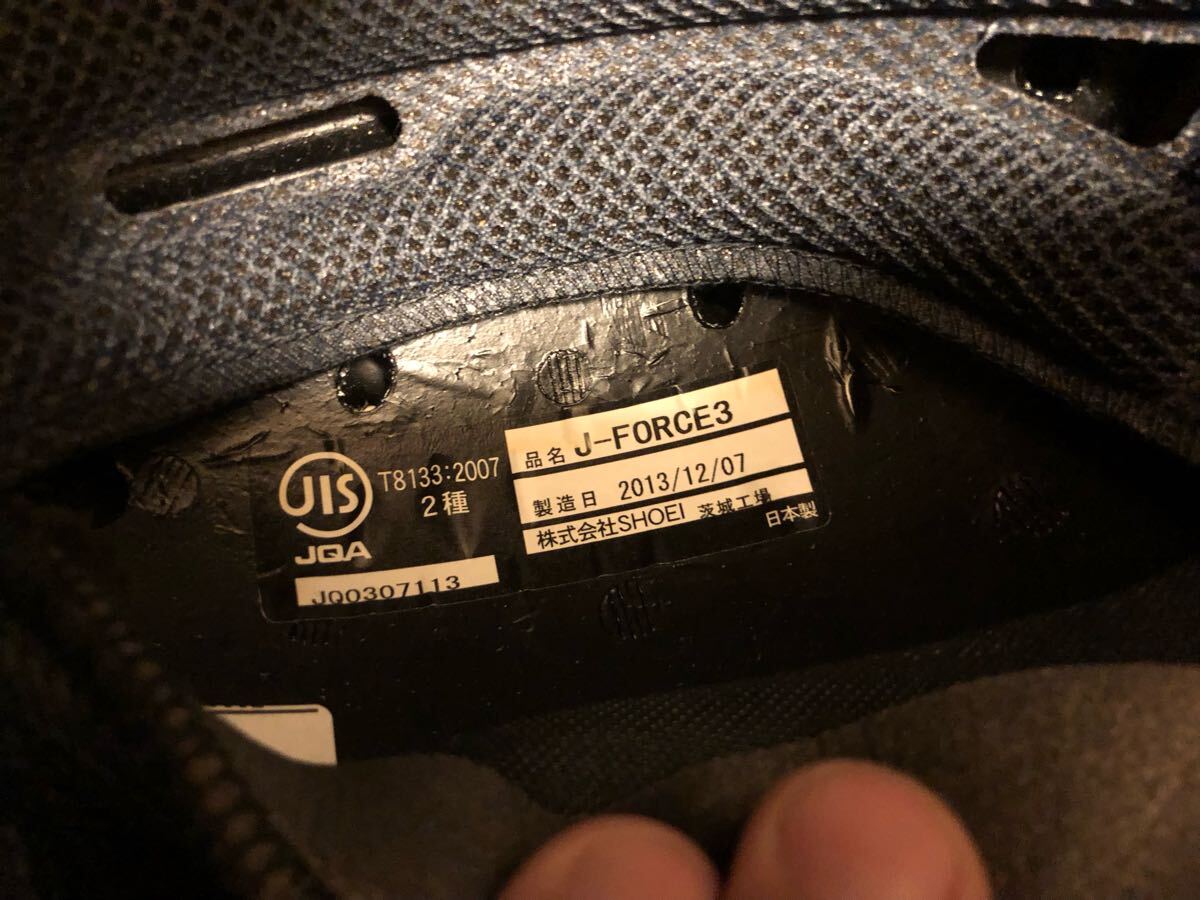 JIS
T8133:2007
2種
JQA
JQ0307113
品名 J-FORCE3
製造日 2013/12/07
株式会社SHOEI 茨城工場
日本製